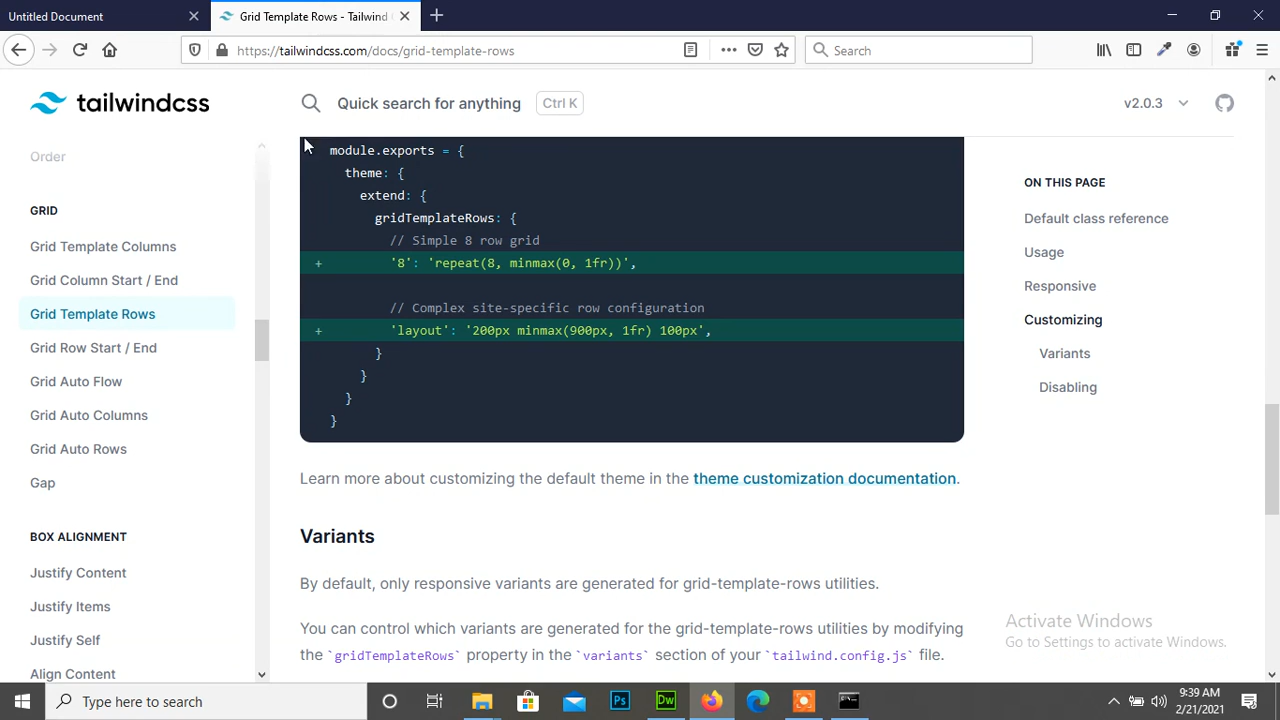 Untitled Document
Grid Template Rows - Tailwind
https://tailwindcss.com/docs/grid-template-rows
Search
tailwindcss
Quick search for anything
Ctrl K
v2.0.3
Order
GRID
Grid Template Columns
Grid Column Start / End
Grid Template Rows
Grid Row Start / End
Grid Auto Flow
Grid Auto Columns
Grid Auto Rows
Gap
BOX ALIGNMENT
Justify Content
Justify Items
Justify Self
Align Content
module.exports = {
theme: {
extend: {
gridTemplateRows: {
// Simple 8 row grid
+ '8': 'repeat(8, minmax(0, 1fr))',
// Complex site-specific row configuration
+ 'layout': '200px minmax(900px, 1fr) 100px',
}
}
}
}
Learn more about customizing the default theme in the theme customization documentation.
Variants
By default, only responsive variants are generated for grid-template-rows utilities.
You can control which variants are generated for the grid-template-rows utilities by modifying
the `gridTemplateRows` property in the `variants` section of your `tailwind.config.js` file.
ON THIS PAGE
Default class reference
Usage
Responsive
Customizing
Variants
Disabling
Activate Windows
Go to Settings to activate Windows.
Type here to search
Ps
Dw
9:39 AM
2/21/2021